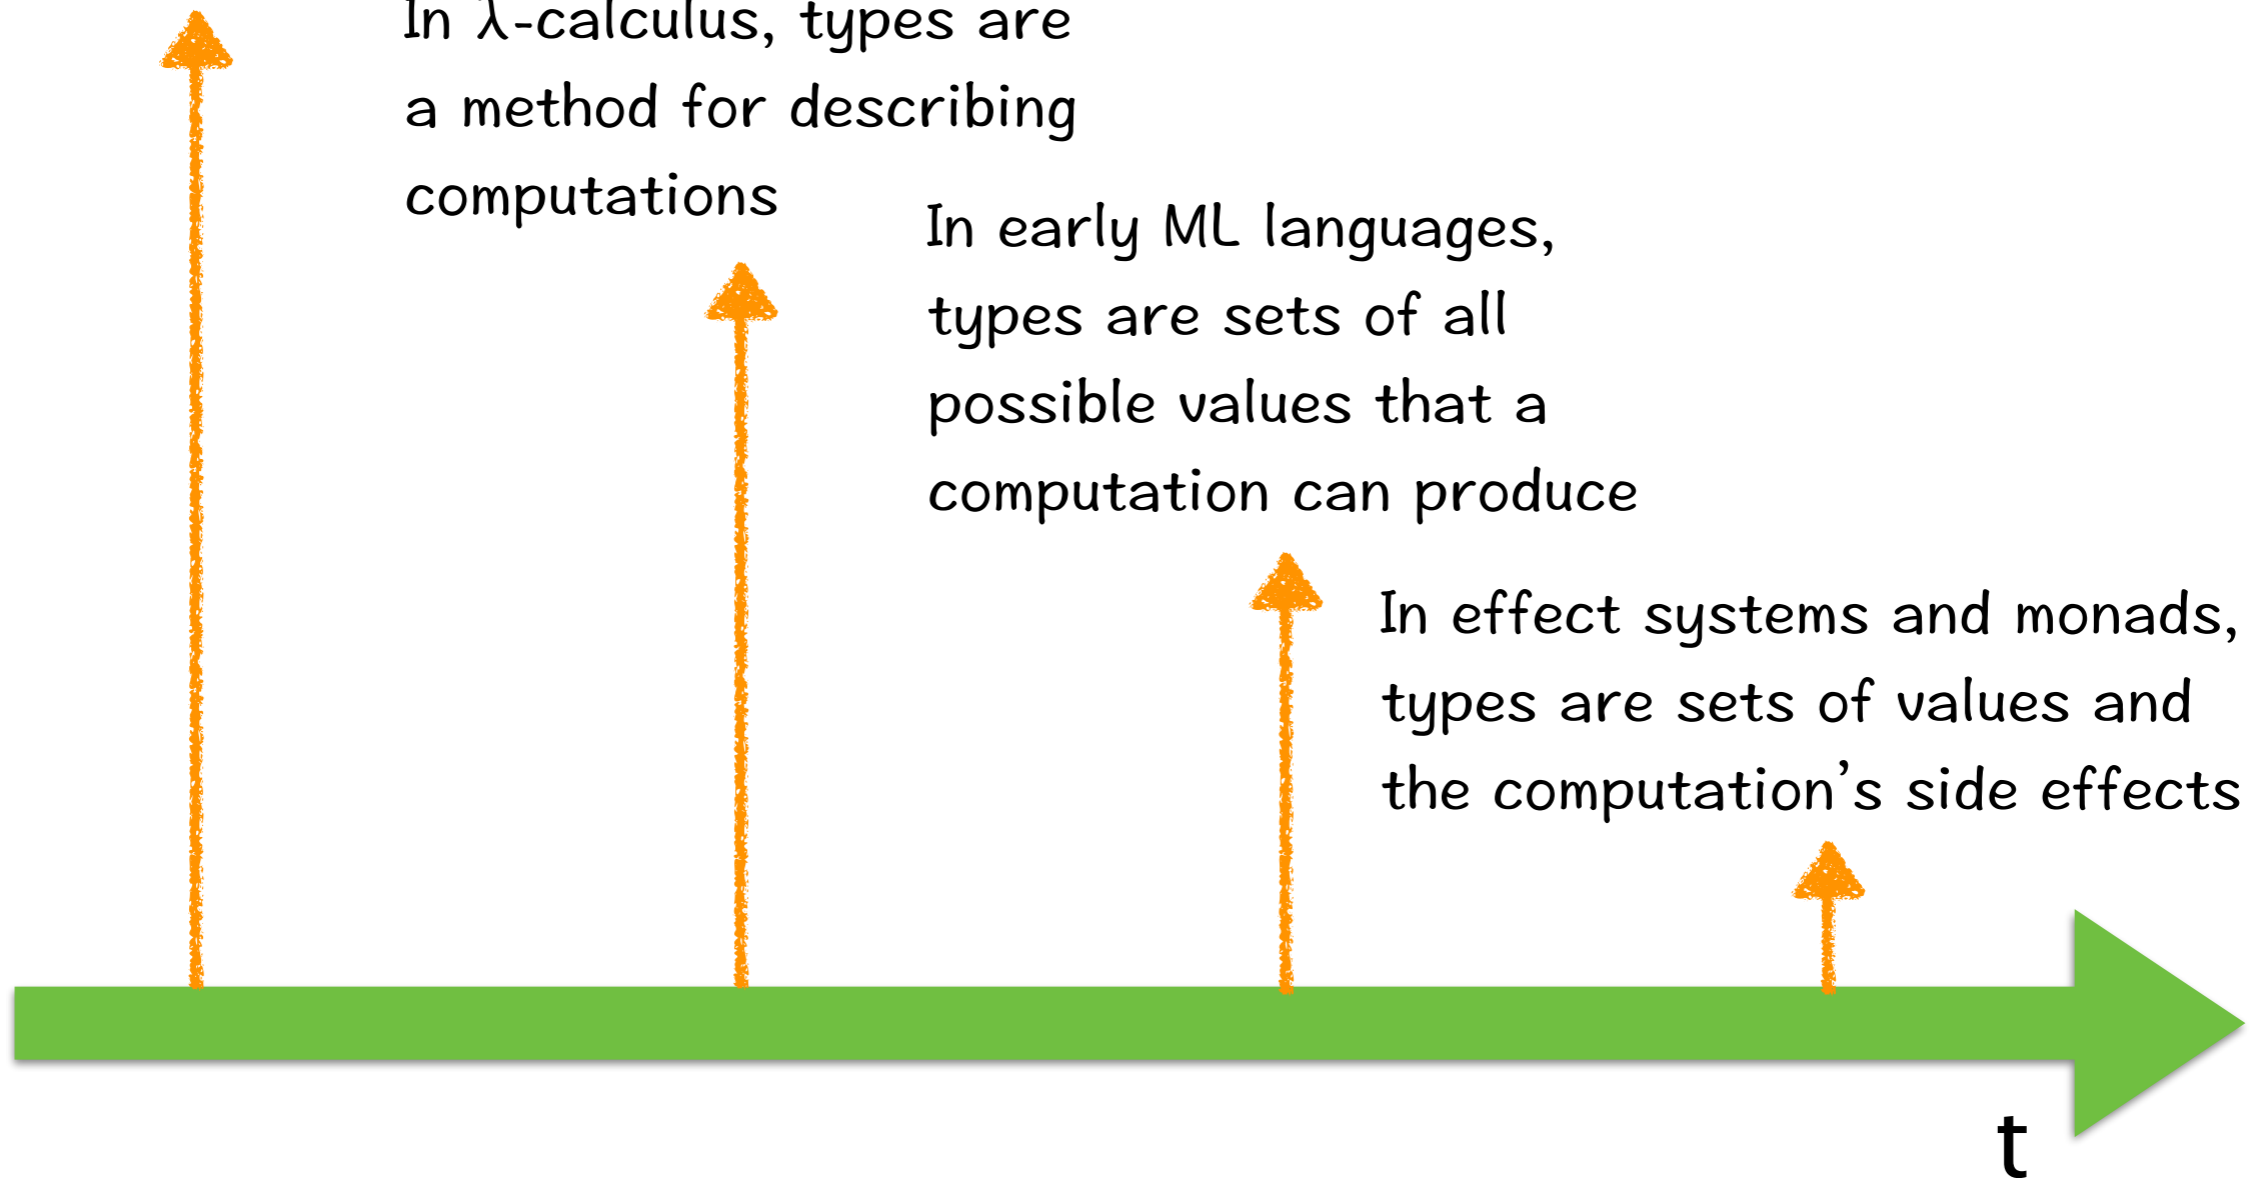 In λ-calculus, types are
a method for describing
computations
In early ML languages,
types are sets of all
possible values that a
computation can produce
In effect systems and monads,
types are sets of values and
the computation’s side effects
t